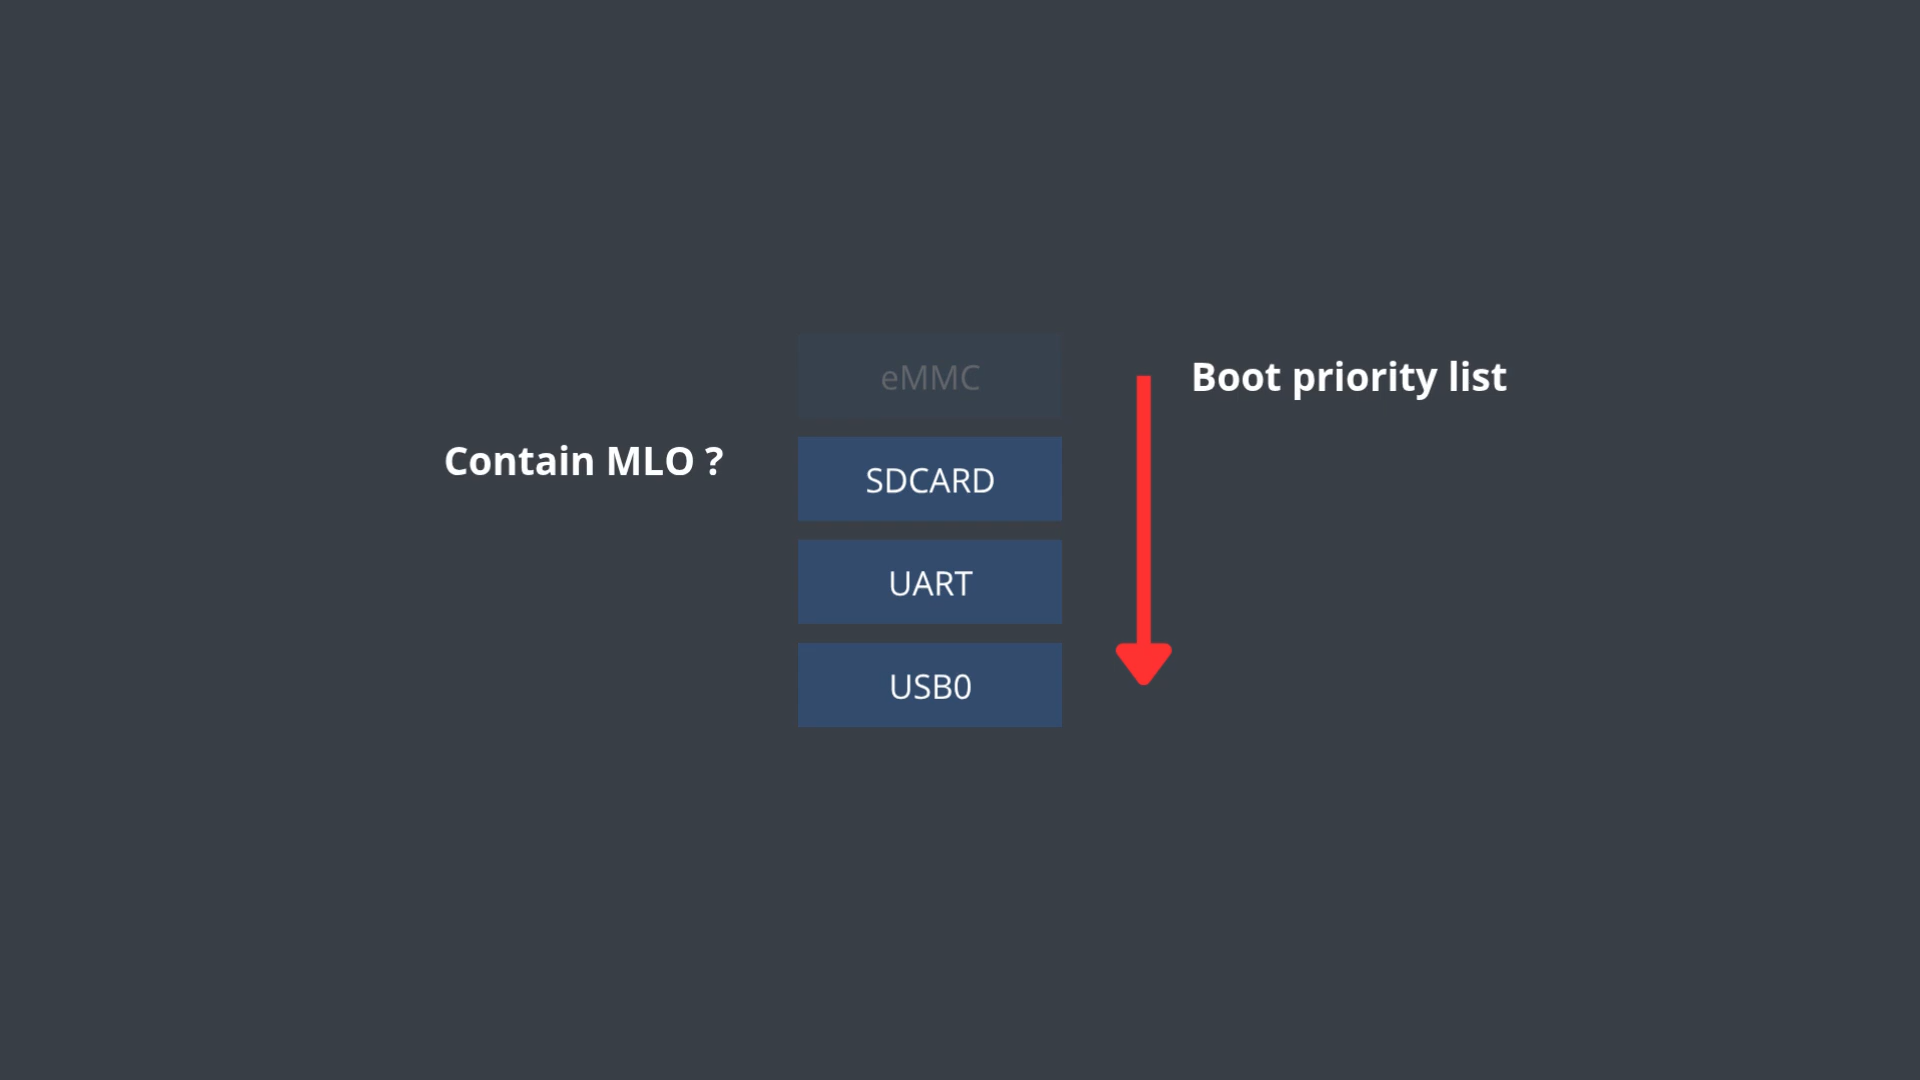 eMMC
Boot priority list
Contain MLO ?
SDCARD
UART
USB0